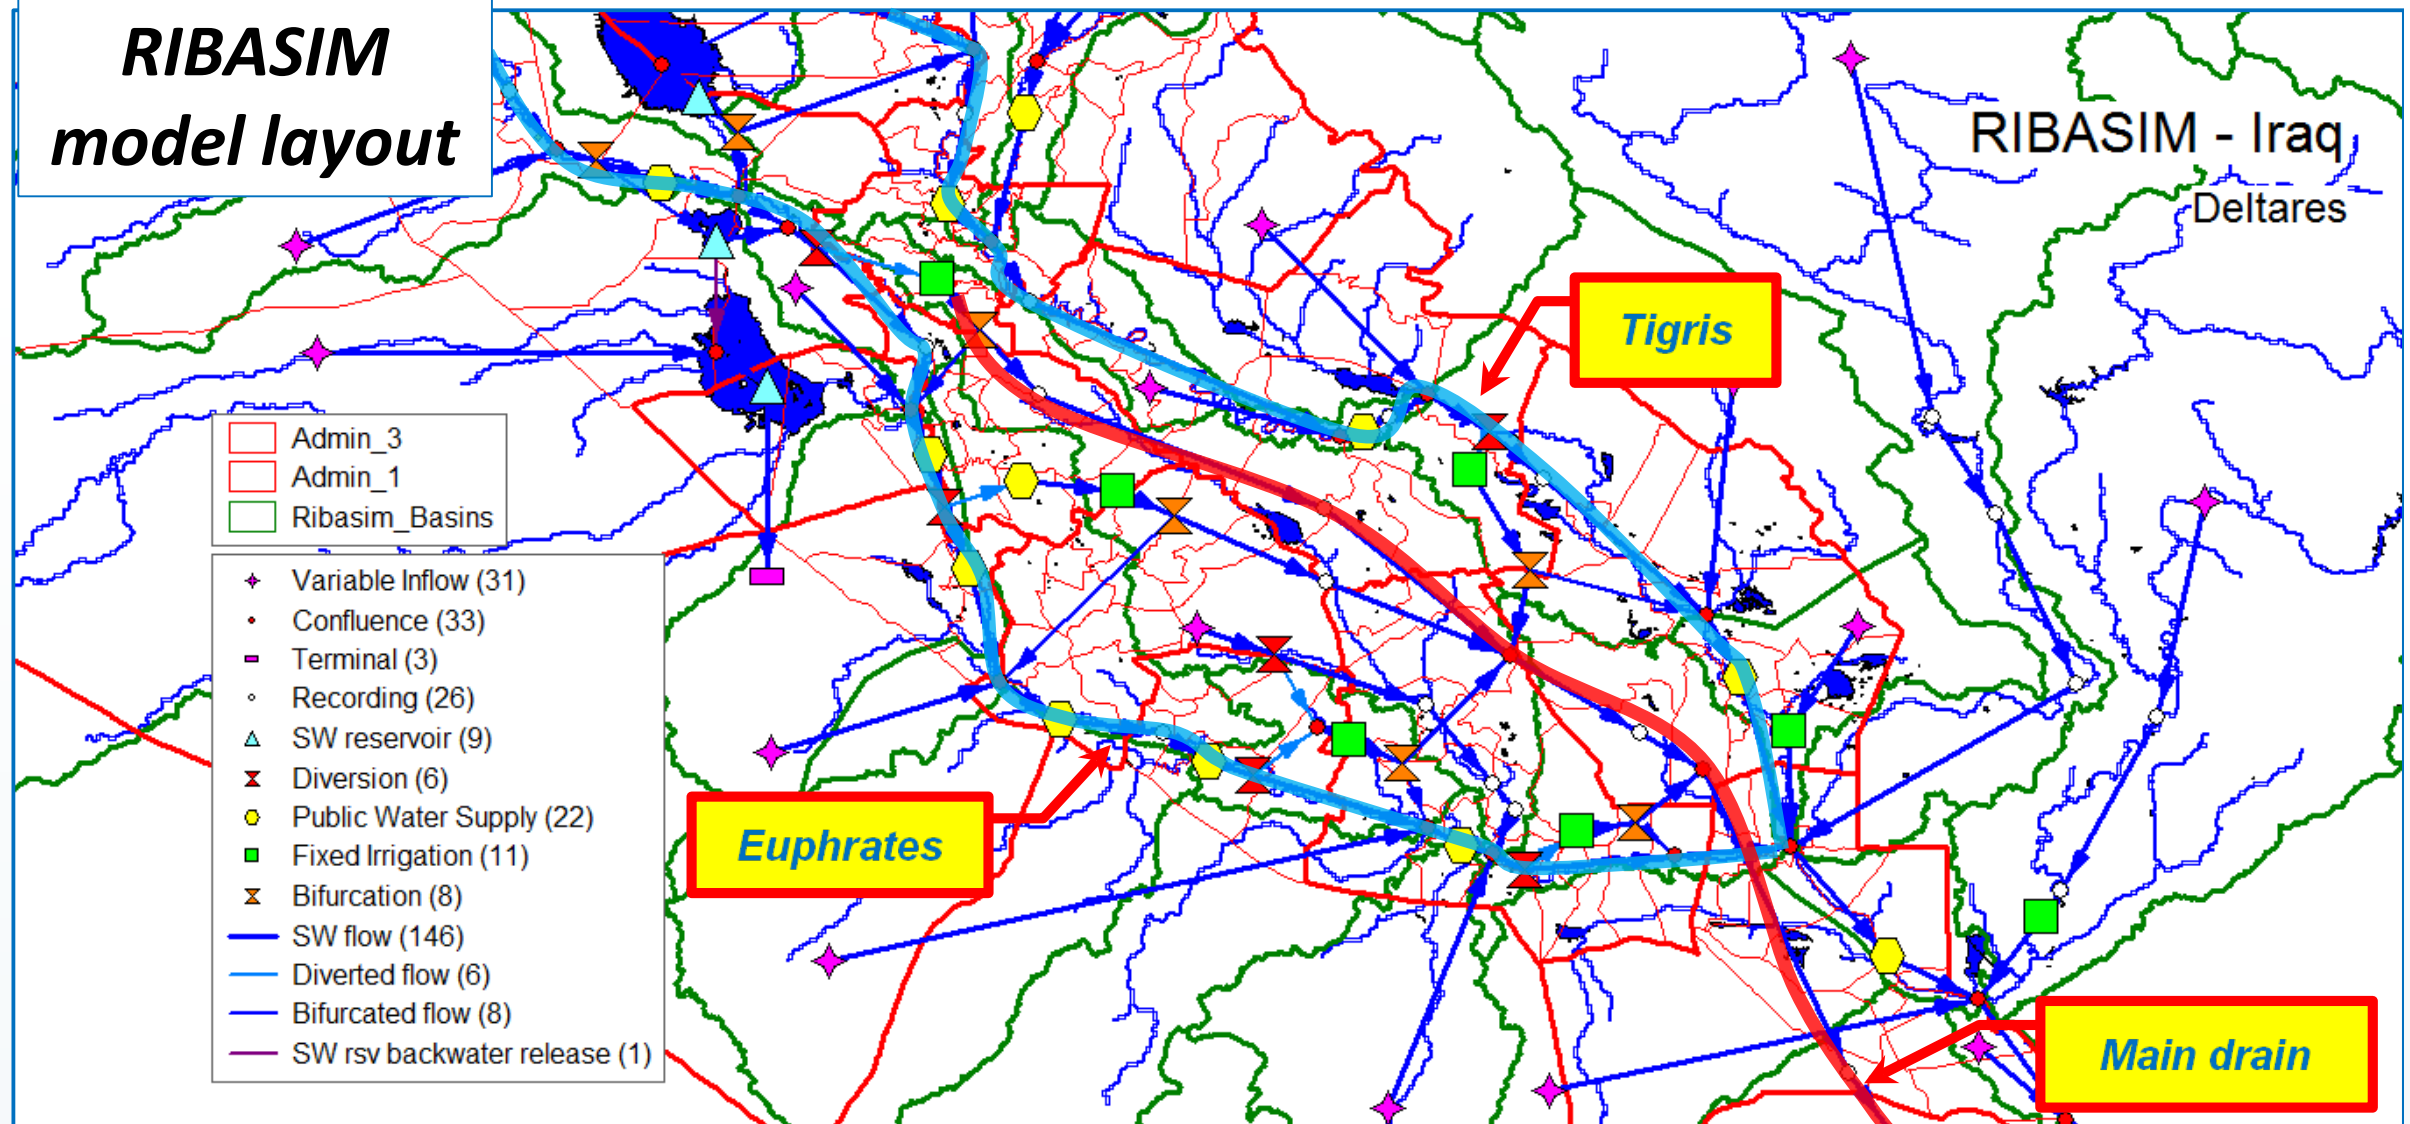 RIBASIM
model layout
RIBASIM - Iraq
Deltares
Tigris
Admin_3
Admin_1
Ribasim_Basins
Variable Inflow (31)
Confluence (33)
Terminal (3)
Recording (26)
SW reservoir (9)
Diversion (6)
Public Water Supply (22)
Fixed Irrigation (11)
Bifurcation (8)
SW flow (146)
Diverted flow (6)
Bifurcated flow (8)
SW rsv backwater release (1)
Euphrates
Main drain